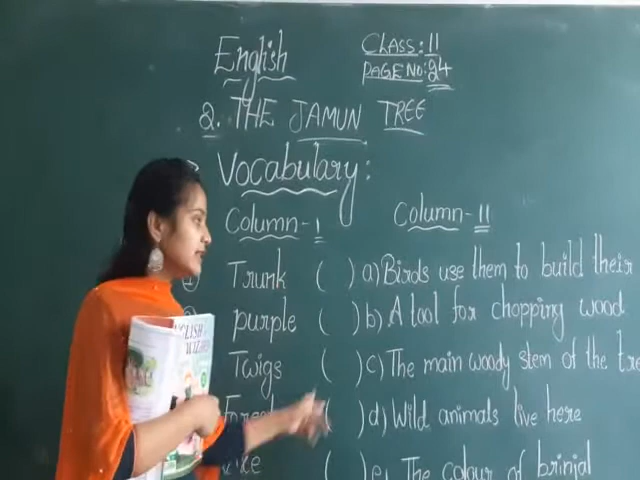 English
CLASS: II
PAGE NO: 24
2. THE JAMUN TREE
Vocabulary:
Column-I Column-II
Trunk ( ) a) Birds use them to build their
purple ( ) b) A tool for chopping wood
Twigs ( ) c) The main woody stem of the tre
( ) d) Wild animals live here
( ) e) The colour of brinjal